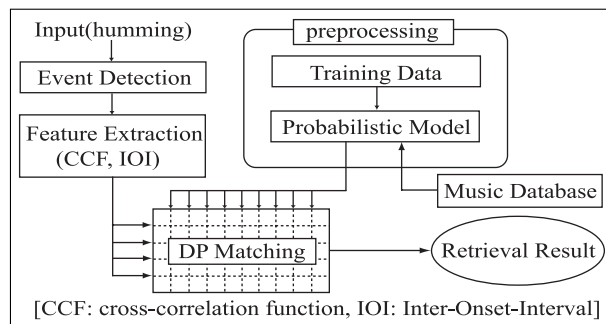 Input(humming)
Event Detection
Feature Extraction
(CCF, IOI)
preprocessing
Training Data
Probabilistic Model
Music Database
DP Matching
Retrieval Result
[CCF: cross-correlation function, IOI: Inter-Onset-Interval]